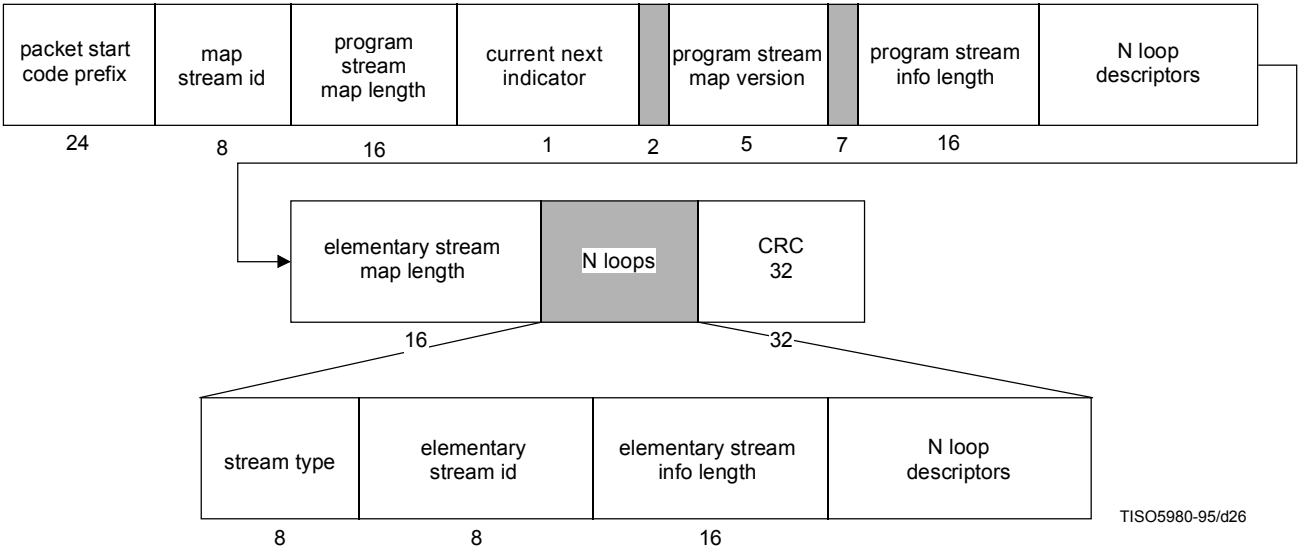 packet start
code prefix
map
stream id
program
stream
map length
current next
indicator
program stream
map version
program stream
info length
N loop
descriptors
24
8
16
1
2
5
7
16
elementary stream
map length
N loops
CRC
32
16
32
stream type
elementary
stream id
elementary stream
info length
N loop
descriptors
8
8
16
TISO5980-95/d26